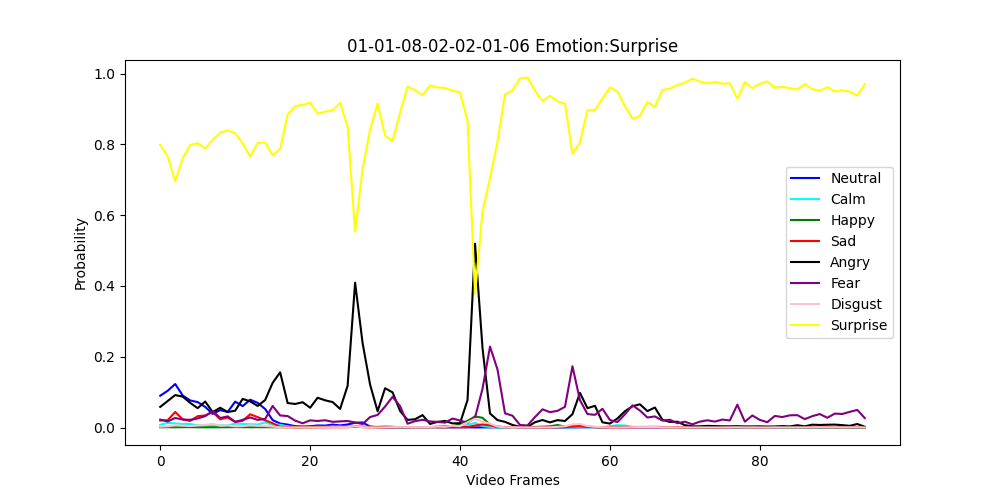 01-01-08-02-02-01-06 Emotion:Surprise
Probability
1.0
0.8
0.6
0.4
0.2
0.0
0
20
40
60
80
Video Frames
Neutral
Calm
Happy
Sad
Angry
Fear
Disgust
Surprise